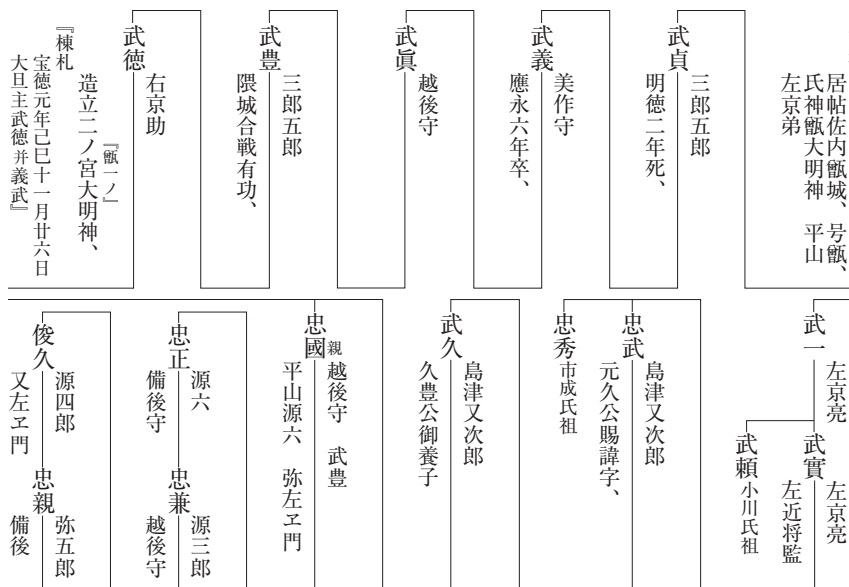 居帖佐内甑城、号甑、
氏神甑大明神　平山
左京弟
武貞
三郎五郎
明徳二年死、
武義
美作守
應永六年卒、
武眞
越後守
武豊
三郎五郎
隈城合戦有功、
武徳
右京助
『甑一ノ』
造立二ノ宮大明神、
『棟札
宝徳元年己巳十一月廿六日
大旦主武徳并義武』
武一
左京亮
武實
左京亮
左近将監
武頼
小川氏祖
忠武
島津又次郎
元久公賜諱字、
忠秀
市成氏祖
武久
島津又次郎
久豊公御養子
忠國
親
越後守　武豊
平山源六　弥左ヱ門
忠正
源六
備後守
忠兼
源三郎
越後守
俊久
源四郎
又左ヱ門
忠親
弥五郎
備後